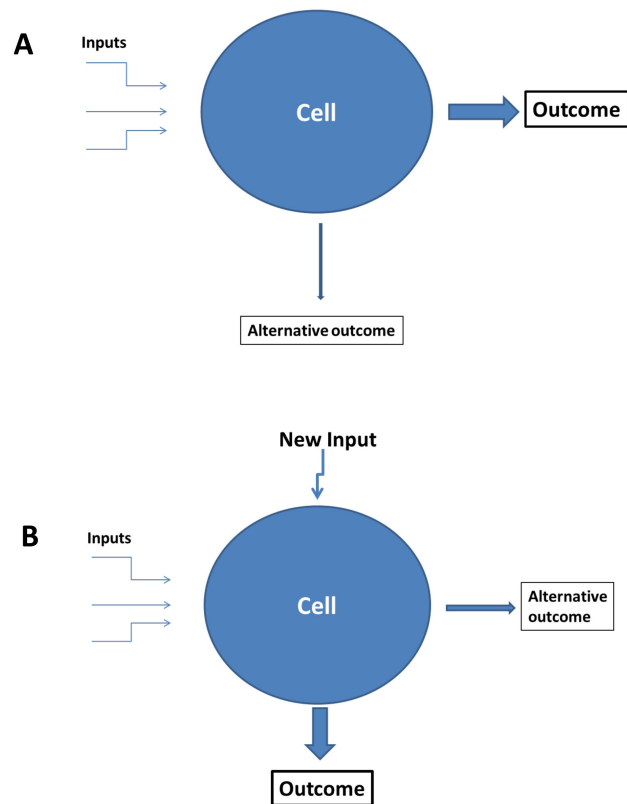 A
Inputs
Cell
Outcome
Alternative outcome
New Input
B
Inputs
Cell
Alternative
outcome
Outcome